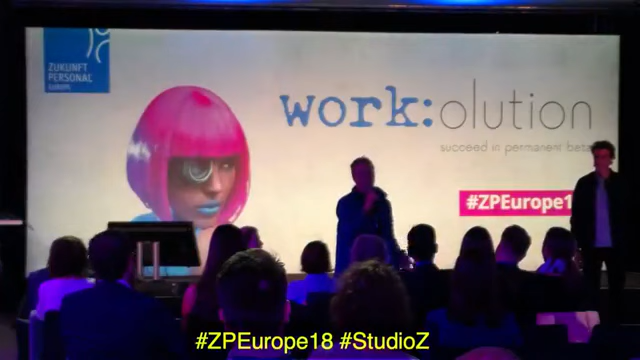 ZUKUNFT
PERSONAL
EUROPE
work:olution
succeed in permanent beta
#ZPEurope1
#ZPEurope18 #StudioZ